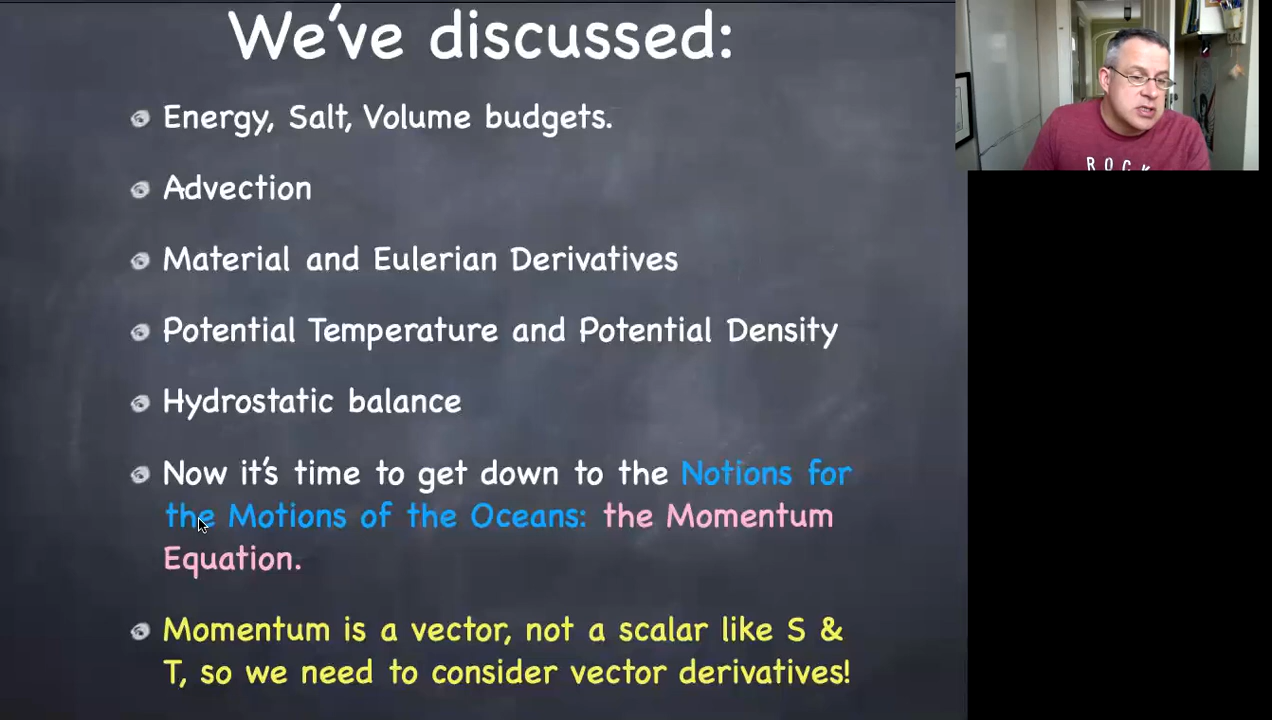 We've discussed:
Energy, Salt, Volume budgets.
Advection
Material and Eulerian Derivatives
Potential Temperature and Potential Density
Hydrostatic balance
Now it's time to get down to the Notions for
the Motions of the Oceans: the Momentum
Equation.
Momentum is a vector, not a scalar like S &
T, so we need to consider vector derivatives!
ROCK